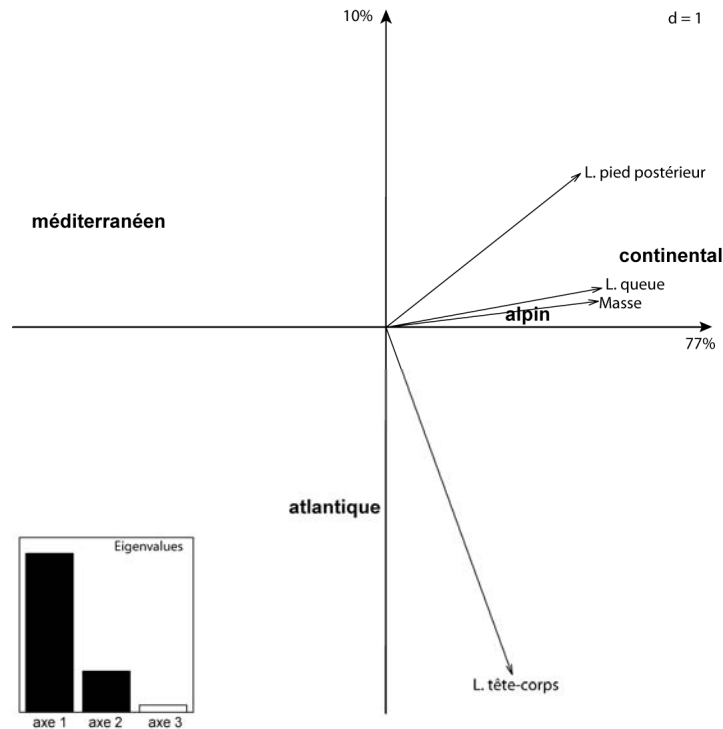 10%
d = 1
L. pied postérieur
méditerranéen
continental
L. queue
Masse
alpin
77%
atlantique
Eigenvalues
L. tête-corps
axe 1 axe 2 axe 3